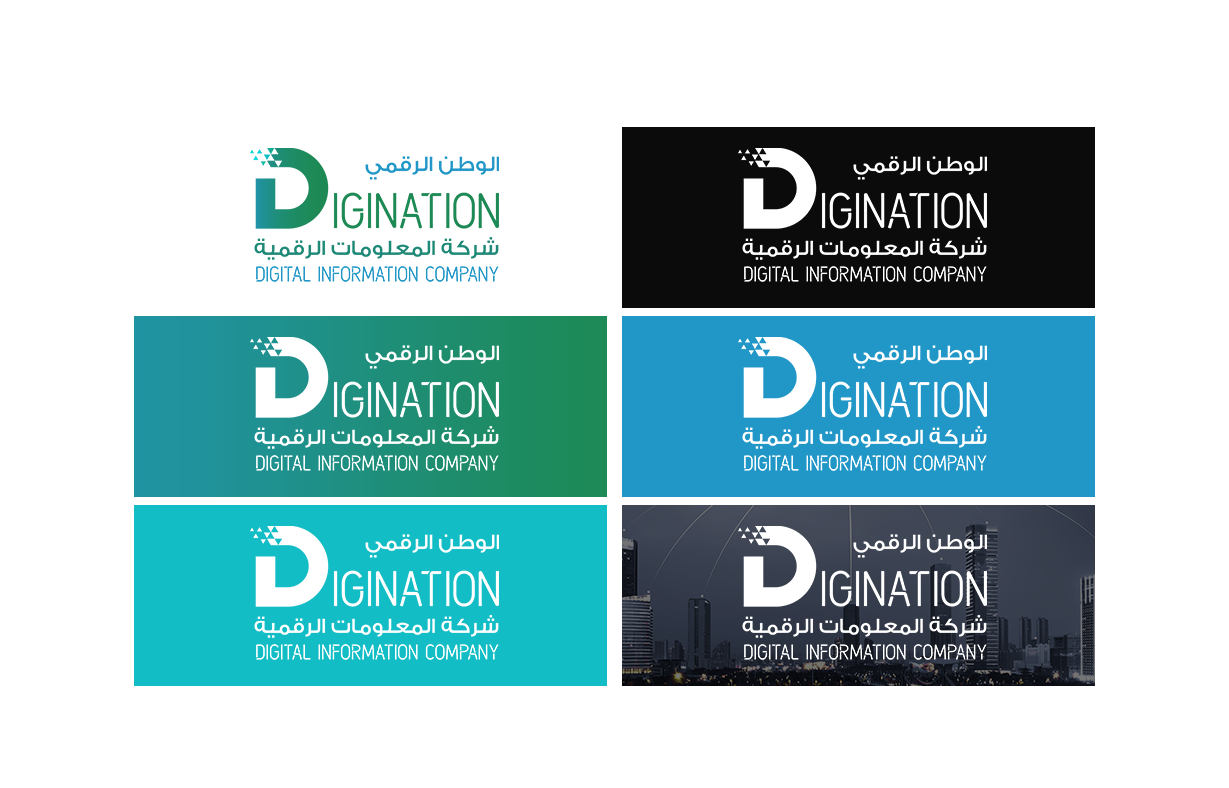 الوطن الرقمي
DIGINATION
شركة المعلومات الرقمية
DIGITAL INFORMATION COMPANY
الوطن الرقمي
DIGINATION
شركة المعلومات الرقمية
DIGITAL INFORMATION COMPANY
الوطن الرقمي
DIGINATION
شركة المعلومات الرقمية
DIGITAL INFORMATION COMPANY
الوطن الرقمي
DIGINATION
شركة المعلومات الرقمية
DIGITAL INFORMATION COMPANY
الوطن الرقمي
DIGINATION
شركة المعلومات الرقمية
DIGITAL INFORMATION COMPANY
الوطن الرقمي
DIGINATION
شركة المعلومات الرقمية
DIGITAL INFORMATION COMPANY